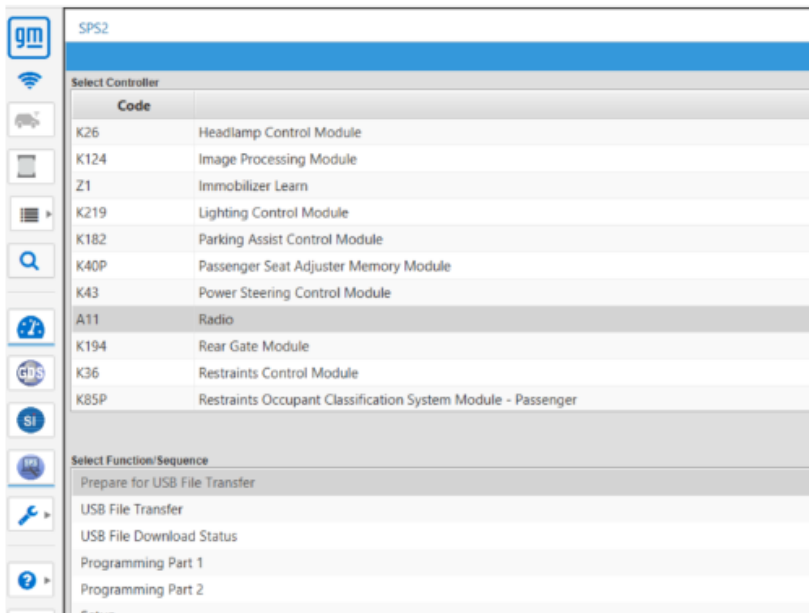 gm
SPS2
Select Controller
Code
K26 Headlamp Control Module
K124 Image Processing Module
Z1 Immobilizer Learn
K219 Lighting Control Module
K182 Parking Assist Control Module
K40P Passenger Seat Adjuster Memory Module
K43 Power Steering Control Module
A11 Radio
K194 Rear Gate Module
K36 Restraints Control Module
GDS
K85P Restraints Occupant Classification System Module - Passenger
Si
Select Function/Sequence
Prepare for USB File Transfer
USB File Transfer
USB File Download Status
Programming Part 1
Programming Part 2